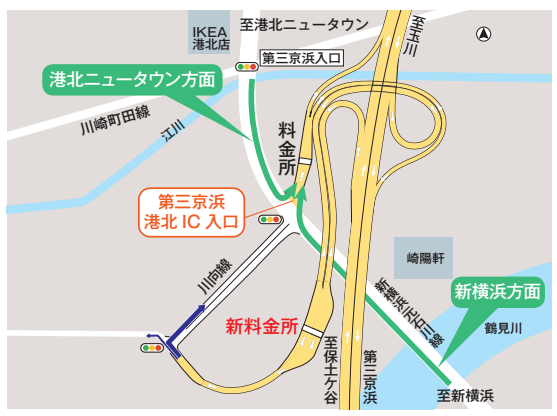 至港北ニュータウン
IKEA
港北店
第三京浜入口
至玉川
港北ニュータウン方面
川崎町田線
江川
料金所
第三京浜
港北 IC 入口
川向線
崎陽軒
新横浜元石川線
新横浜方面
鶴見川
新料金所
至保土ケ谷
第三京浜
至新横浜